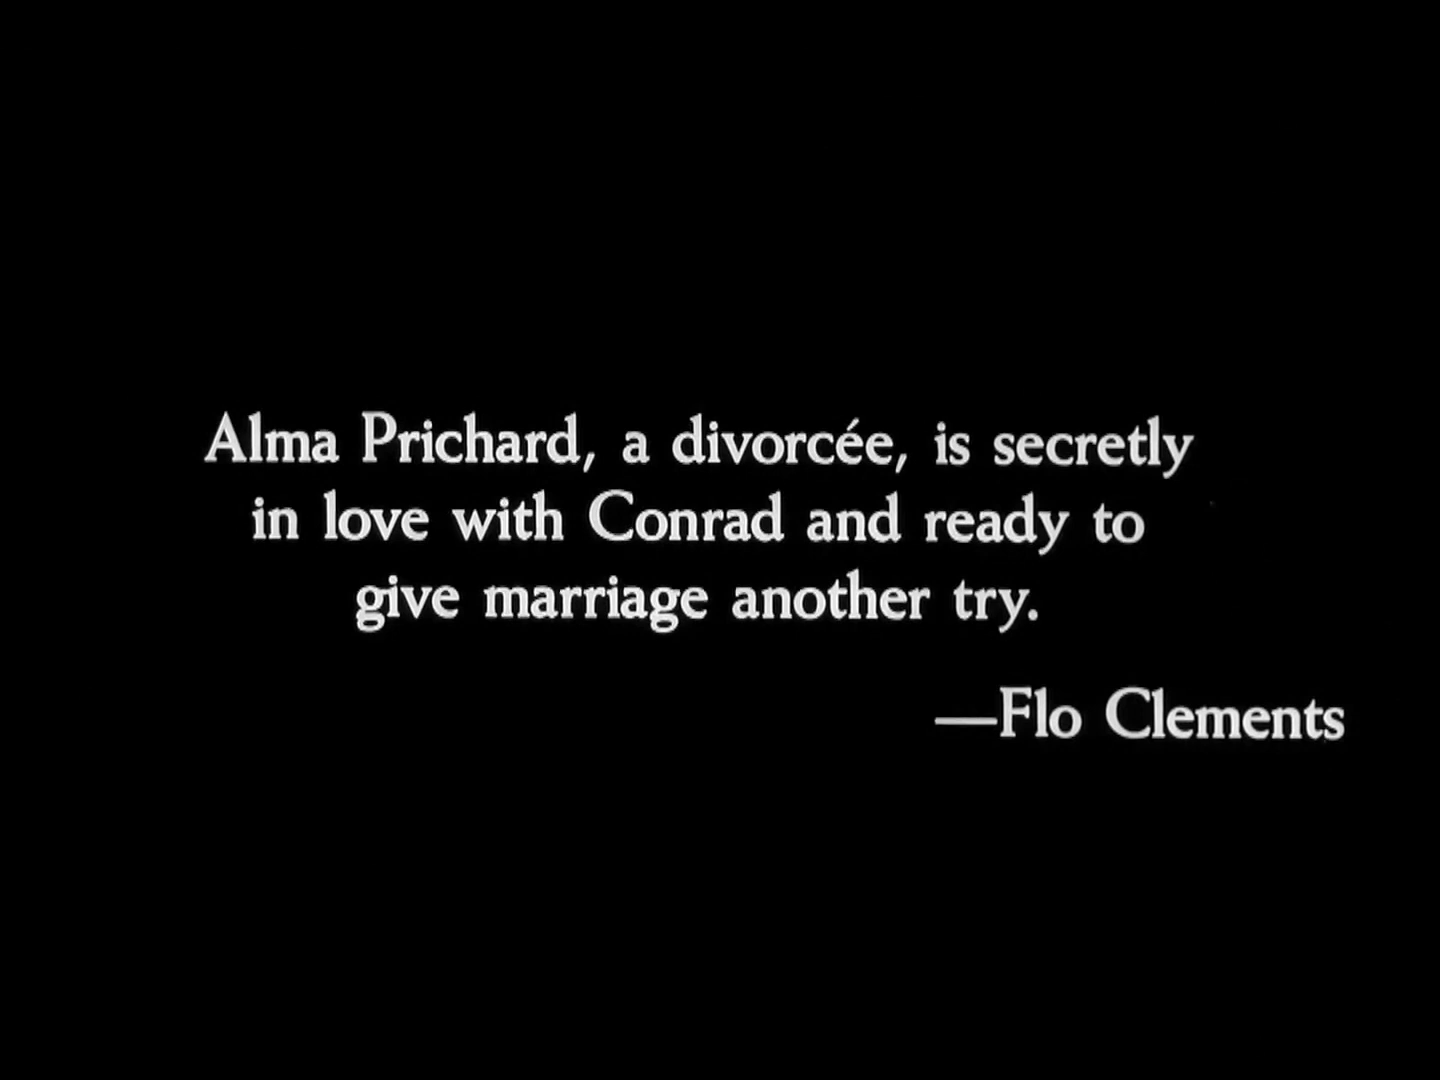 Alma Prichard, a divorcée, is secretly
in love with Conrad and ready to
give marriage another try.
—Flo Clements